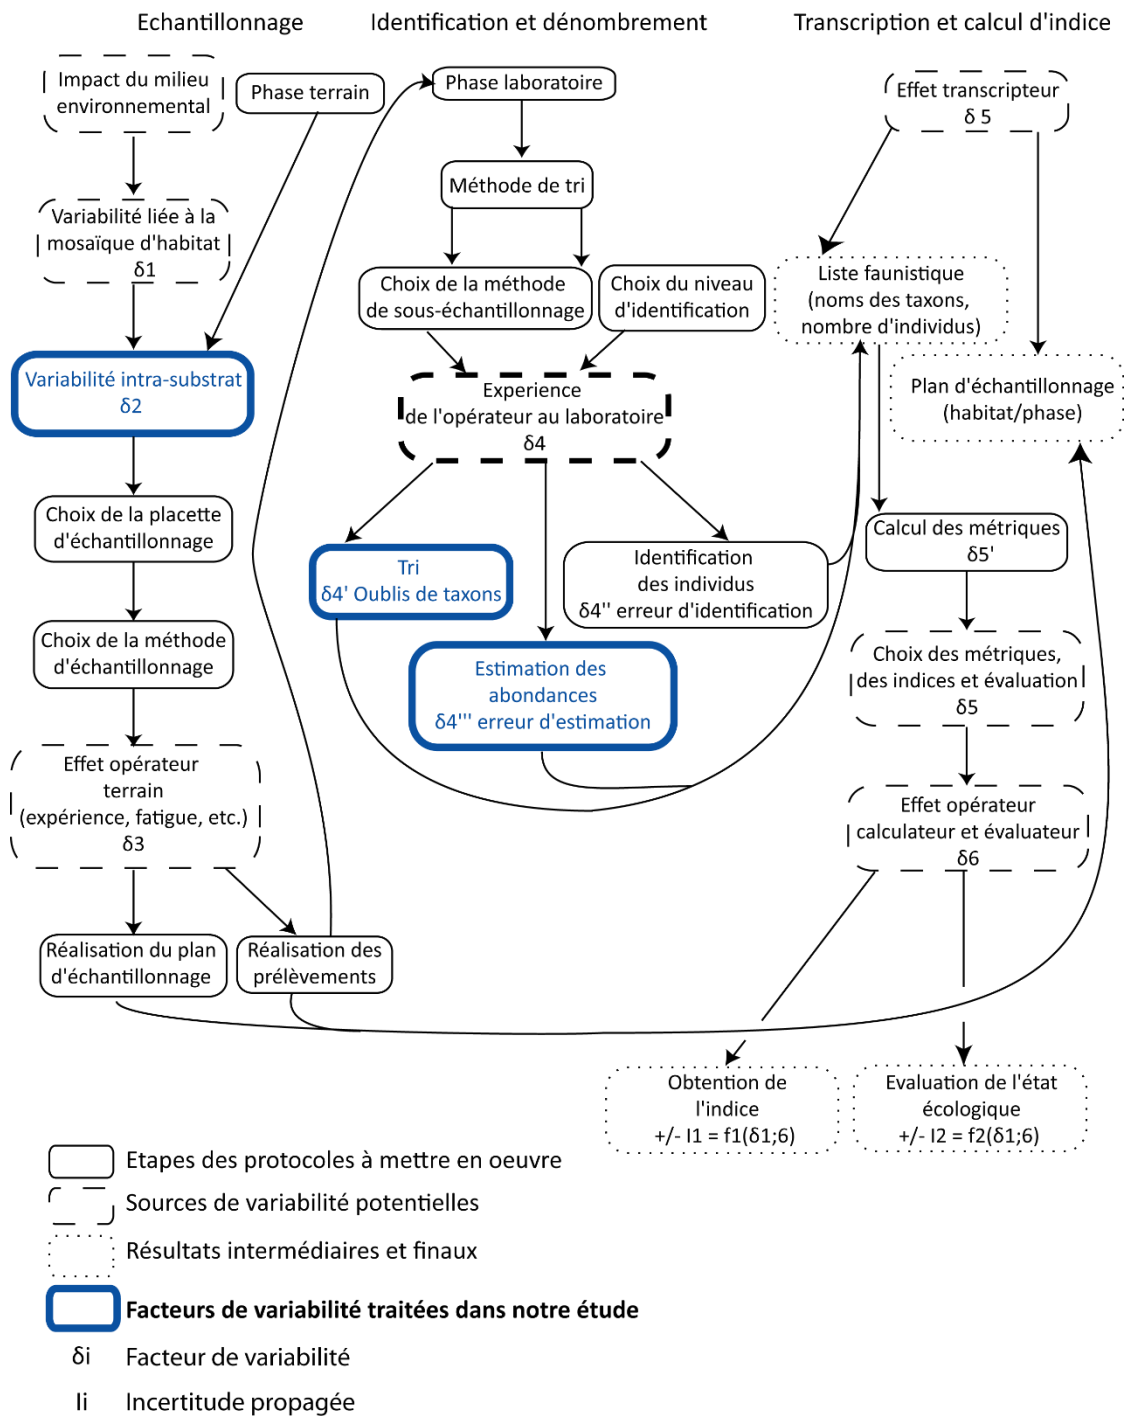 Echantillonnage
Impact du milieu
environnemental
Phase terrain
Variabilité liée à la
mosaïque d'habitat
δ1
Variabilité intra-substrat
δ2
Choix de la placette
d'échantillonnage
Choix de la méthode
d'échantillonnage
Effet opérateur
terrain
(expérience, fatigue, etc.)
δ3
Réalisation du plan
d'échantillonnage
Réalisation des
prélèvements
Identification et dénombrement
Phase laboratoire
Méthode de tri
Choix de la méthode
de sous-échantillonnage
Choix du niveau
d'identification
Experience
de l'opérateur au laboratoire
δ4
Tri
δ4' Oublis de taxons
Identification
des individus
δ4'' erreur d'identification
Estimation des
abondances
δ4''' erreur d'estimation
Transcription et calcul d'indice
Effet transcripteur
δ 5
Liste faunistique
(noms des taxons,
nombre d'individus)
Plan d'échantillonnage
(habitat/phase)
Calcul des métriques
δ5'
Choix des métriques,
des indices et évaluation
δ5
Effet opérateur
calculateur et évaluateur
δ6
Obtention de
l'indice
+/- I1 = f1(δ1;6)
Evaluation de l'état
écologique
+/- I2 = f2(δ1;6)
Etapes des protocoles à mettre en oeuvre
Sources de variabilité potentielles
Résultats intermédiaires et finaux
Facteurs de variabilité traitées dans notre étude
δi Facteur de variabilité
Ii Incertitude propagée